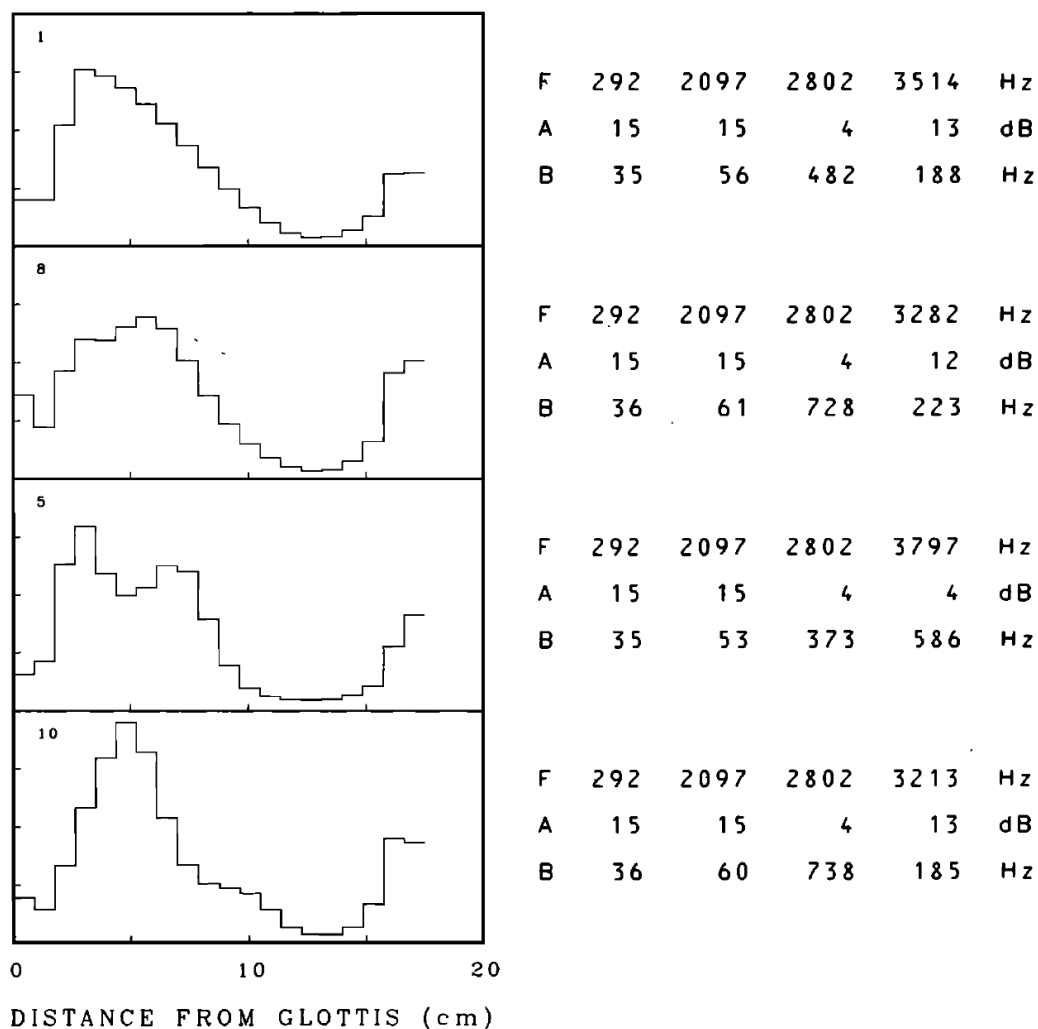 1
F 292 2097 2802 3514 Hz
A 15 15 4 13 dB
B 35 56 482 188 Hz
8
F 292 2097 2802 3282 Hz
A 15 15 4 12 dB
B 36 61 728 223 Hz
5
F 292 2097 2802 3797 Hz
A 15 15 4 4 dB
B 35 53 373 586 Hz
10
F 292 2097 2802 3213 Hz
A 15 15 4 13 dB
B 36 60 738 185 Hz
0 10 20
DISTANCE FROM GLOTTIS (cm)